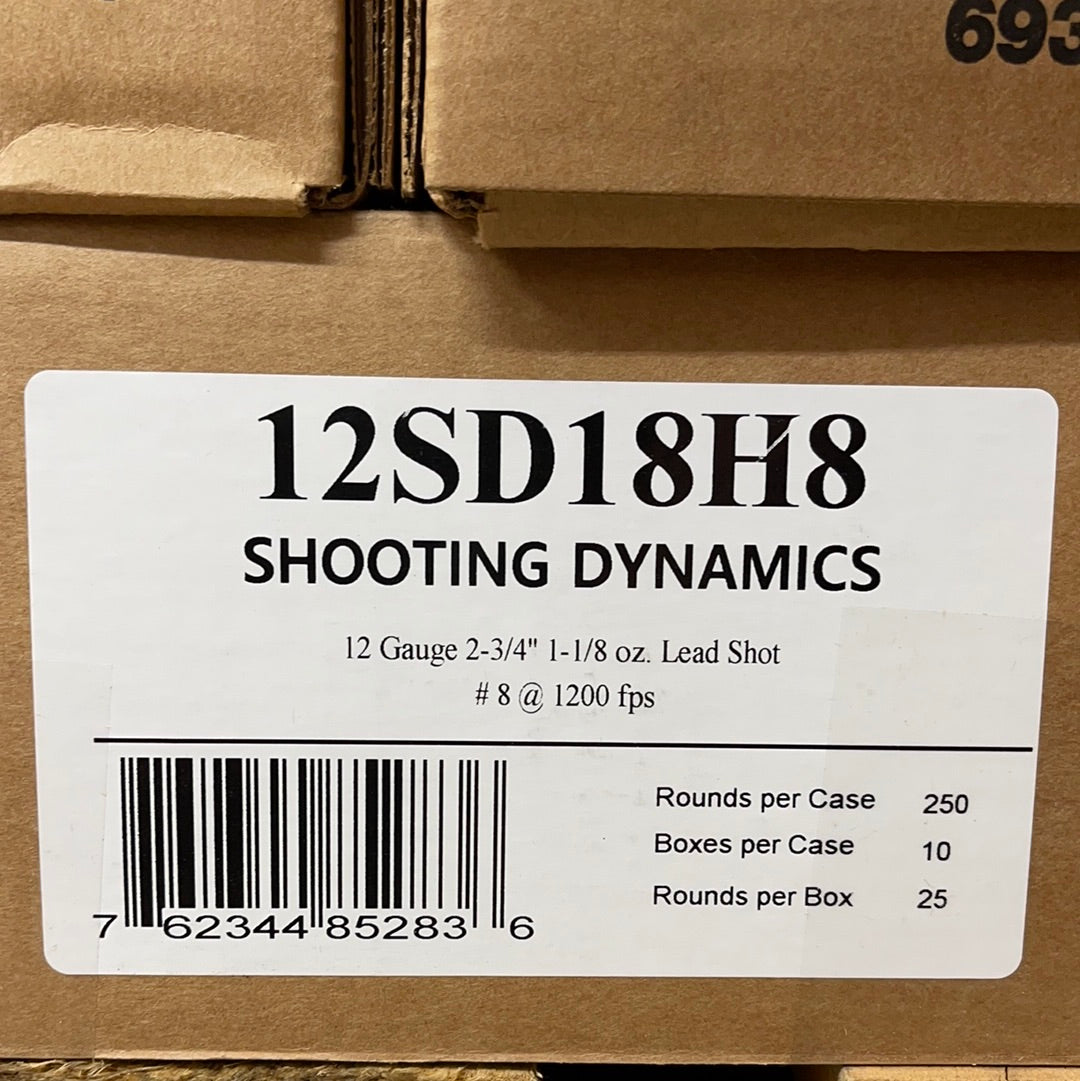 693
12SD18H8
SHOOTING DYNAMICS
12 Gauge 2-3/4" 1-1/8 oz. Lead Shot
# 8 @ 1200 fps
Rounds per Case 250
Boxes per Case 10
Rounds per Box 25
7 62344 85283 6